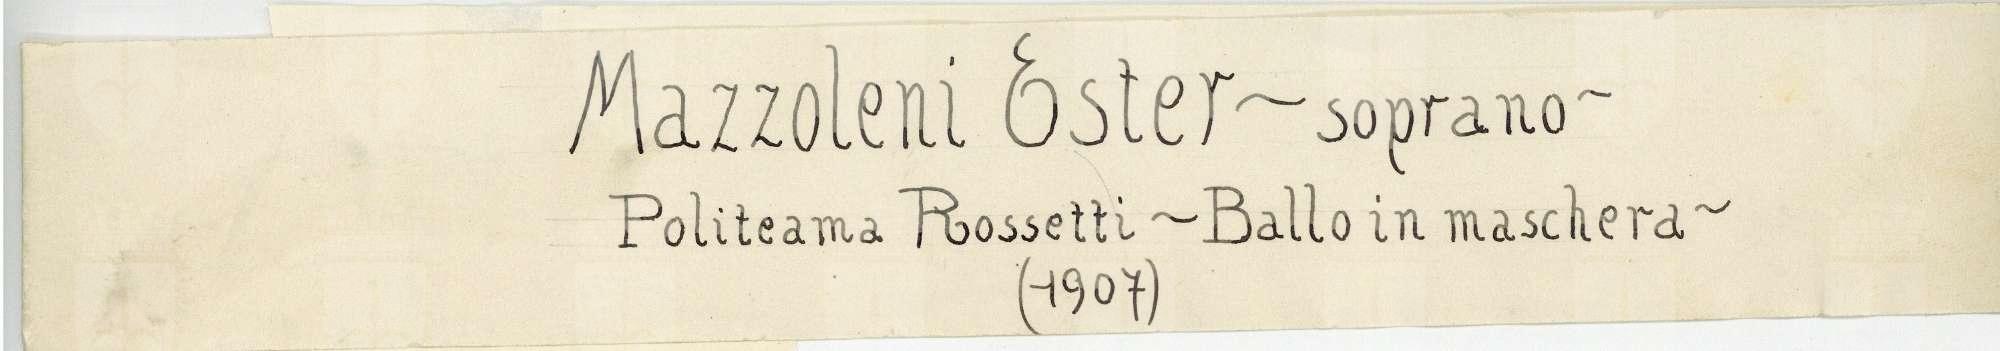 Mazzoleni Ester ~ soprano ~
Politeama Rossetti ~ Ballo in maschera ~
(1907)